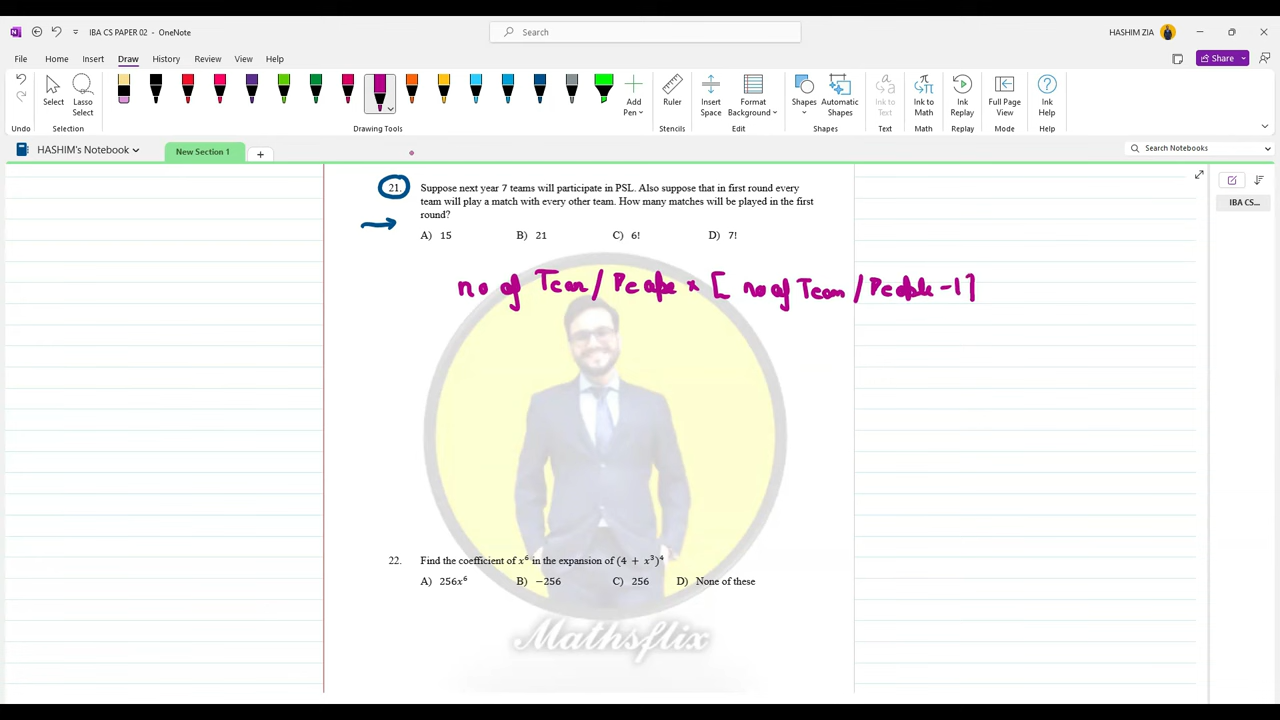 IBA CS PAPER 02 - OneNote
Search
HASHIM ZIA
File Home Insert Draw History Review View Help
Share
Undo
Select
Lasso Select
Selection
Drawing Tools
Add Pen
Ruler
Stencils
Insert Space
Format Background
Edit
Shapes
Automatic Shapes
Shapes
Ink to Text
Text
Ink to Math
Math
Ink Replay
Replay
Full Page View
Mode
Ink Help
Help
HASHIM's Notebook
New Section 1
Search Notebooks
IBA CS...
21. Suppose next year 7 teams will participate in PSL. Also suppose that in first round every
team will play a match with every other team. How many matches will be played in the first
round?
A) 15 B) 21 C) 6! D) 7!
no of Team / People × [ no of Team / People -1]
22. Find the coefficient of x⁶ in the expansion of (4 + x³)⁴
A) 256x⁶ B) −256 C) 256 D) None of these
Mathsflix